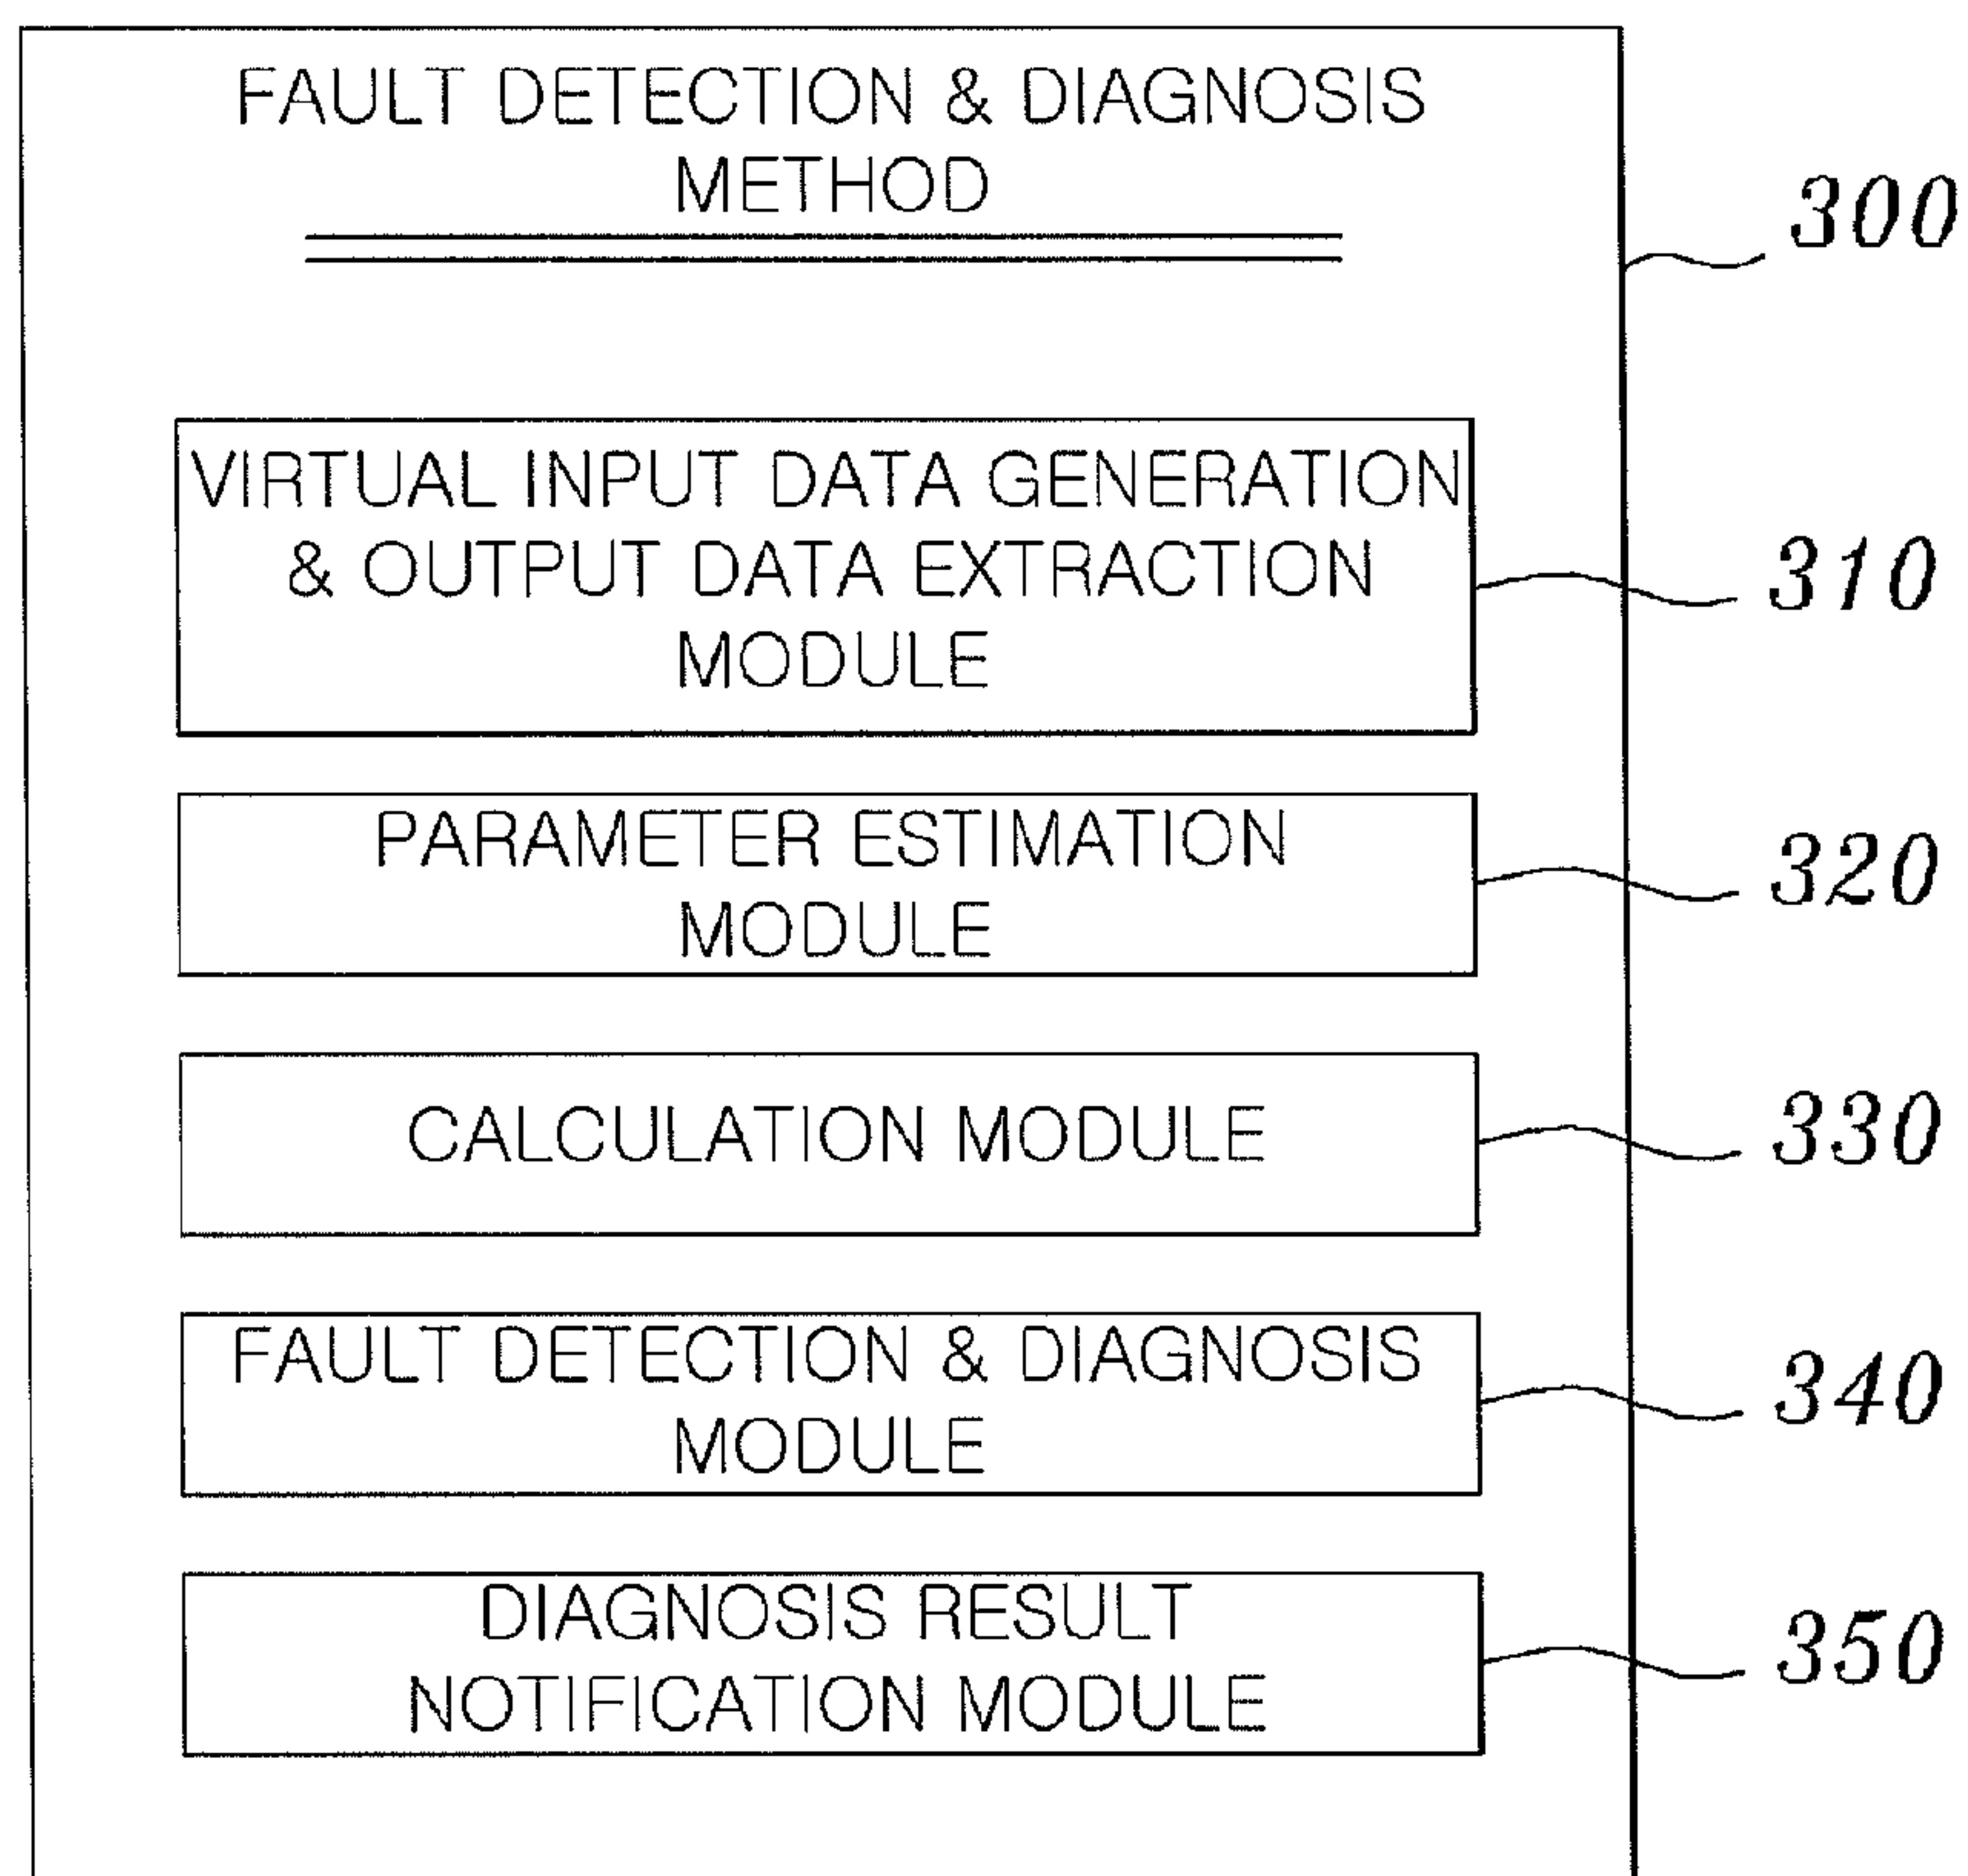 FAULT DETECTION & DIAGNOSIS
METHOD
300
VIRTUAL INPUT DATA GENERATION
& OUTPUT DATA EXTRACTION
MODULE
310
PARAMETER ESTIMATION
MODULE
320
CALCULATION MODULE
330
FAULT DETECTION & DIAGNOSIS
MODULE
340
DIAGNOSIS RESULT
NOTIFICATION MODULE
350